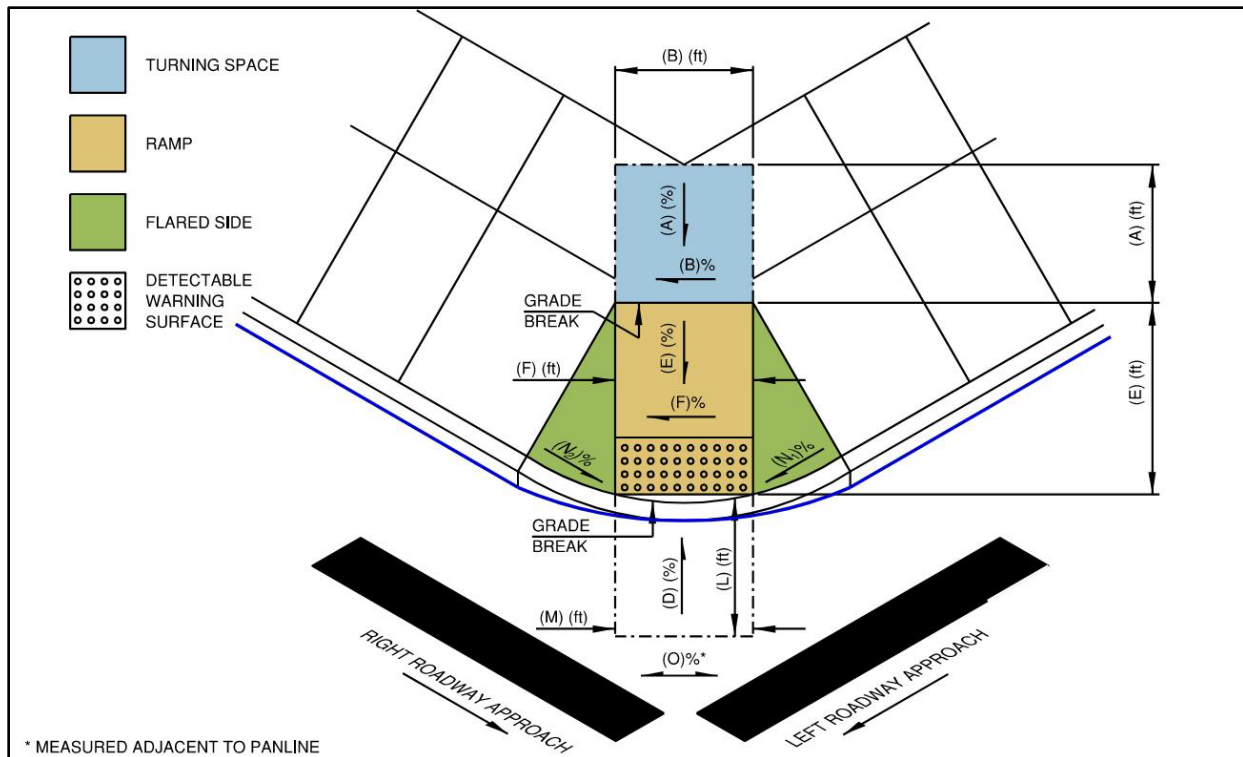 TURNING SPACE
RAMP
FLARED SIDE
DETECTABLE
WARNING
SURFACE
(B) (ft)
(A) (%)
(B)%
(A) (ft)
GRADE
BREAK
(E) (%)
(F) (ft)
(F)%
(E) (ft)
(N₂)%
(N₁)%
GRADE
BREAK
(D) (%)
(L) (ft)
(M) (ft)
(O)%*
RIGHT ROADWAY APPROACH
LEFT ROADWAY APPROACH
* MEASURED ADJACENT TO PANLINE